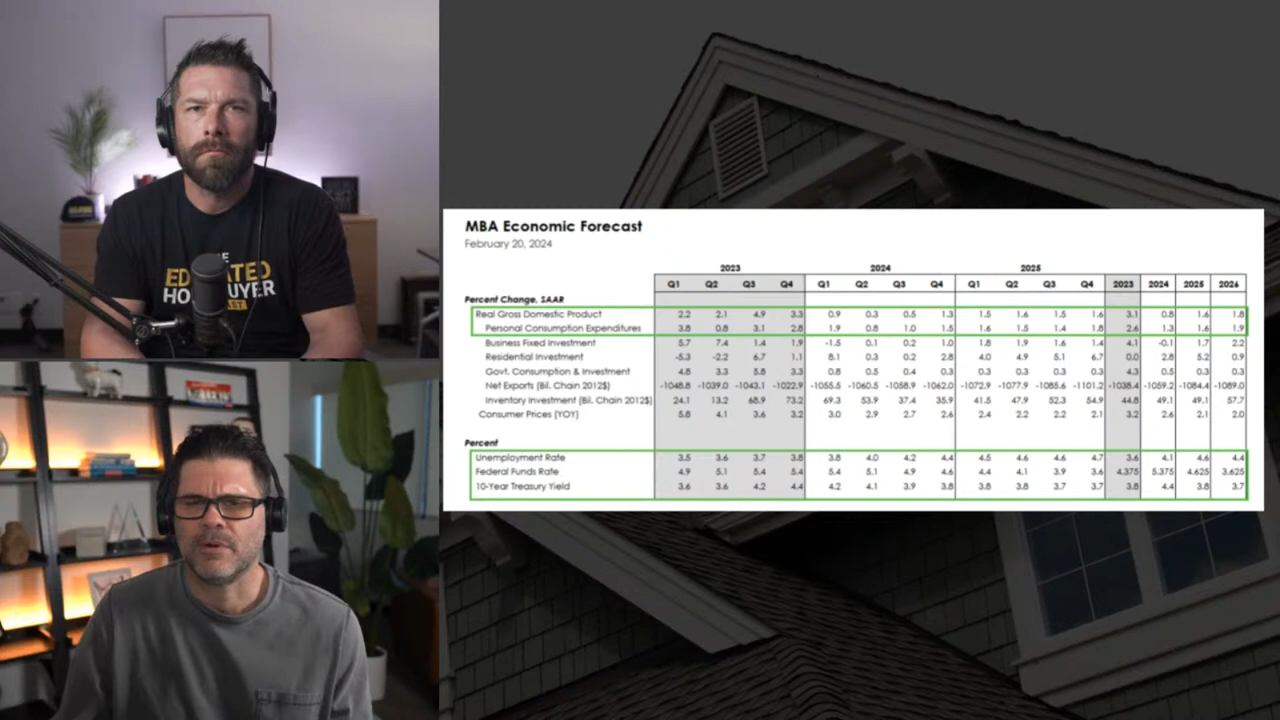 THE
EDUCATED
HOMEBUYER
PODCAST
MBA Economic Forecast
February 20, 2024
2023 2024 2025
Q1 Q2 Q3 Q4 Q1 Q2 Q3 Q4 Q1 Q2 Q3 Q4 2023 2024 2025 2026
Percent Change, SAAR
Real Gross Domestic Product 2.2 2.1 4.9 3.3 0.9 0.3 0.5 1.3 1.5 1.6 1.5 1.6 3.1 0.8 1.6 1.8
Personal Consumption Expenditures 3.8 0.8 3.1 2.8 1.9 0.8 1.0 1.5 1.6 1.5 1.4 1.8 2.6 1.3 1.6 1.9
Business Fixed Investment 5.7 7.4 1.4 1.9 -1.5 0.1 0.2 1.0 1.8 1.9 1.6 1.4 4.1 -0.1 1.7 2.2
Residential Investment -5.3 -2.2 6.7 1.1 8.1 0.3 0.2 2.8 4.0 4.9 5.1 6.7 0.0 2.8 5.2 0.9
Govt. Consumption & Investment 4.8 3.3 5.8 3.3 0.8 0.5 0.4 0.3 0.3 0.3 0.3 0.3 4.3 0.5 0.3 0.3
Net Exports (Bil. Chain 2012$) -1048.8 -1039.0 -1043.1 -1022.9 -1055.5 -1060.5 -1058.9 -1062.0 -1072.9 -1077.9 -1085.6 -1101.2 -1038.4 -1059.2 -1084.4 -1089.0
Inventory Investment (Bil. Chain 2012$) 24.1 13.2 68.9 73.2 69.3 53.9 37.4 35.9 41.5 47.9 52.3 54.9 44.8 49.1 49.1 57.7
Consumer Prices (YOY) 5.8 4.1 3.6 3.2 3.0 2.9 2.7 2.6 2.4 2.2 2.2 2.1 3.2 2.6 2.1 2.0
Percent
Unemployment Rate 3.5 3.6 3.7 3.8 3.8 4.0 4.2 4.4 4.5 4.6 4.6 4.7 3.6 4.1 4.6 4.4
Federal Funds Rate 4.9 5.1 5.4 5.4 5.4 5.1 4.9 4.6 4.4 4.1 3.9 3.6 4.375 5.375 4.625 3.625
10-Year Treasury Yield 3.6 3.6 4.2 4.4 4.2 4.1 3.9 3.8 3.8 3.8 3.7 3.7 3.8 4.4 3.8 3.7